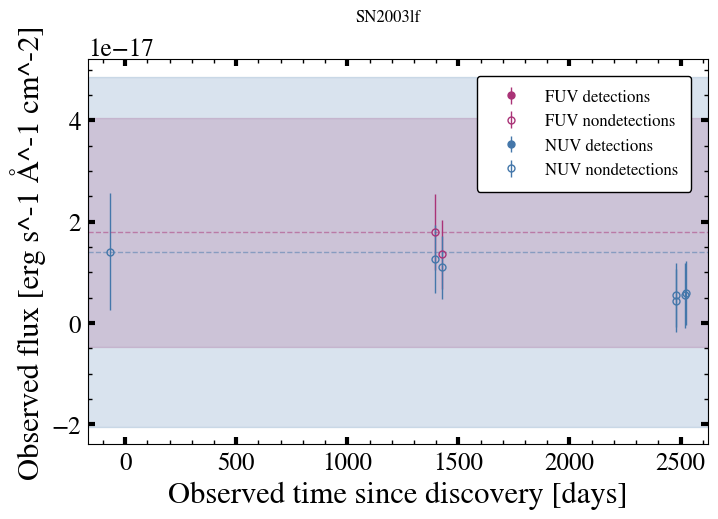 SN2003lf
1e−17
Observed flux [erg s^-1 Å^-1 cm^-2]
4
2
0
−2
FUV detections
FUV nondetections
NUV detections
NUV nondetections
0 500 1000 1500 2000 2500
Observed time since discovery [days]